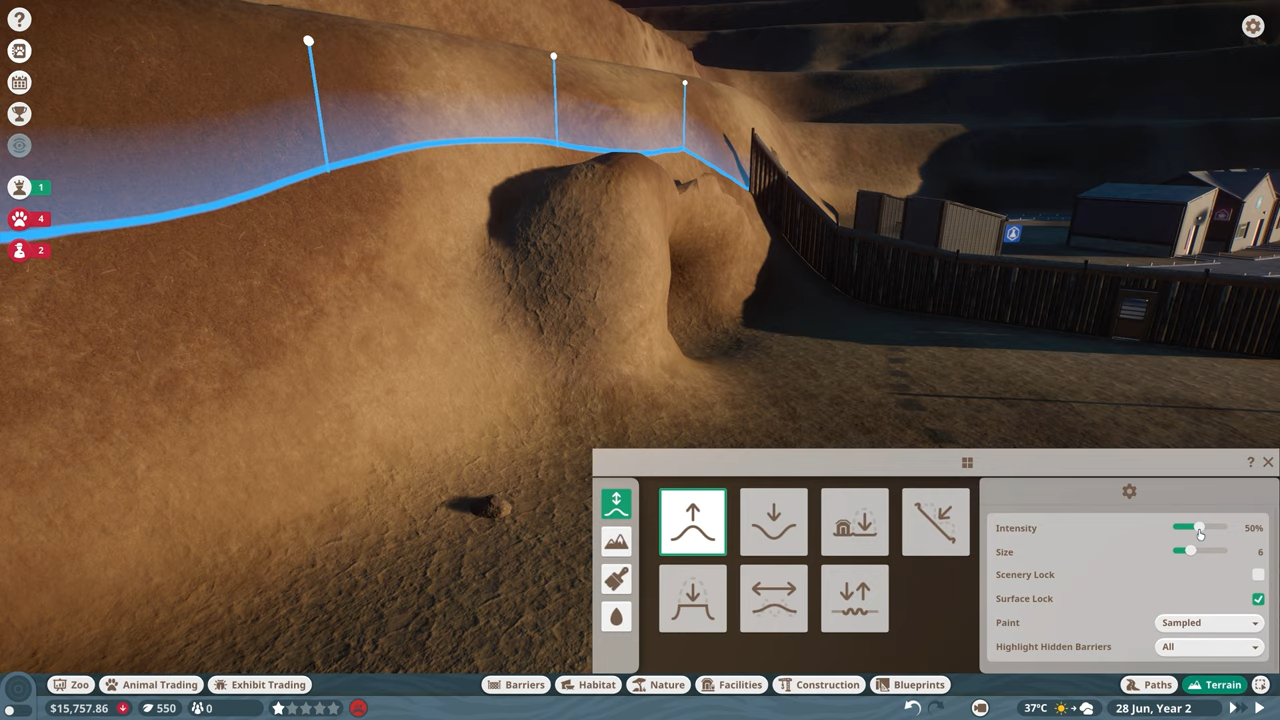 ?
1
4
2
?
Intensity 50%
Size 6
Scenery Lock
Surface Lock
Paint Sampled
Highlight Hidden Barriers All
Zoo Animal Trading Exhibit Trading Barriers Habitat Nature Facilities Construction Blueprints Paths Terrain
$15,757.86 550 0 37°C 28 Jun, Year 2